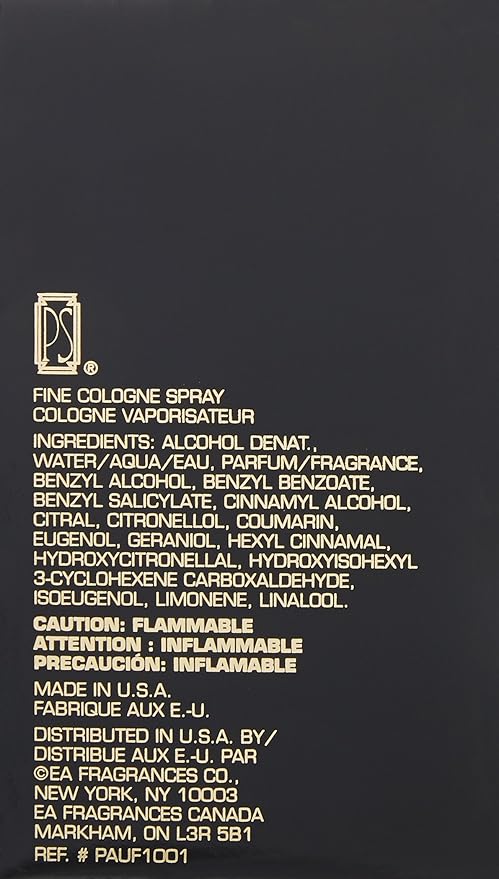 PS ®
FINE COLOGNE SPRAY
COLOGNE VAPORISATEUR
INGREDIENTS: ALCOHOL DENAT.,
WATER/AQUA/EAU, PARFUM/FRAGRANCE,
BENZYL ALCOHOL, BENZYL BENZOATE,
BENZYL SALICYLATE, CINNAMYL ALCOHOL,
CITRAL, CITRONELLOL, COUMARIN,
EUGENOL, GERANIOL, HEXYL CINNAMAL,
HYDROXYCITRONELLAL, HYDROXYISOHEXYL
3-CYCLOHEXENE CARBOXALDEHYDE,
ISOEUGENOL, LIMONENE, LINALOOL.
CAUTION: FLAMMABLE
ATTENTION : INFLAMMABLE
PRECAUCIÓN: INFLAMABLE
MADE IN U.S.A.
FABRIQUE AUX E.-U.
DISTRIBUTED IN U.S.A. BY/
DISTRIBUE AUX E.-U. PAR
©EA FRAGRANCES CO.,
NEW YORK, NY 10003
EA FRAGRANCES CANADA
MARKHAM, ON L3R 5B1
REF. # PAUF1001